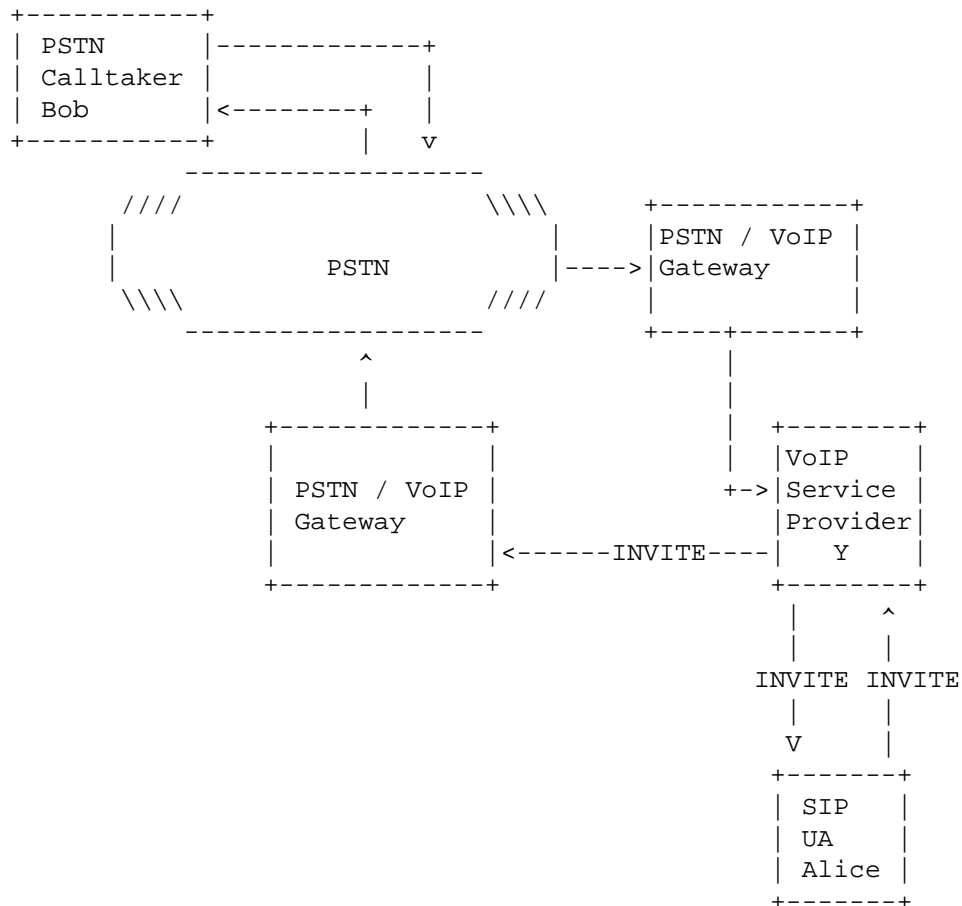 PSTN
Calltaker
Bob
PSTN / VoIP
Gateway
PSTN
PSTN / VoIP
Gateway
VoIP
Service
Provider
Y
INVITE
INVITE INVITE
SIP
UA
Alice